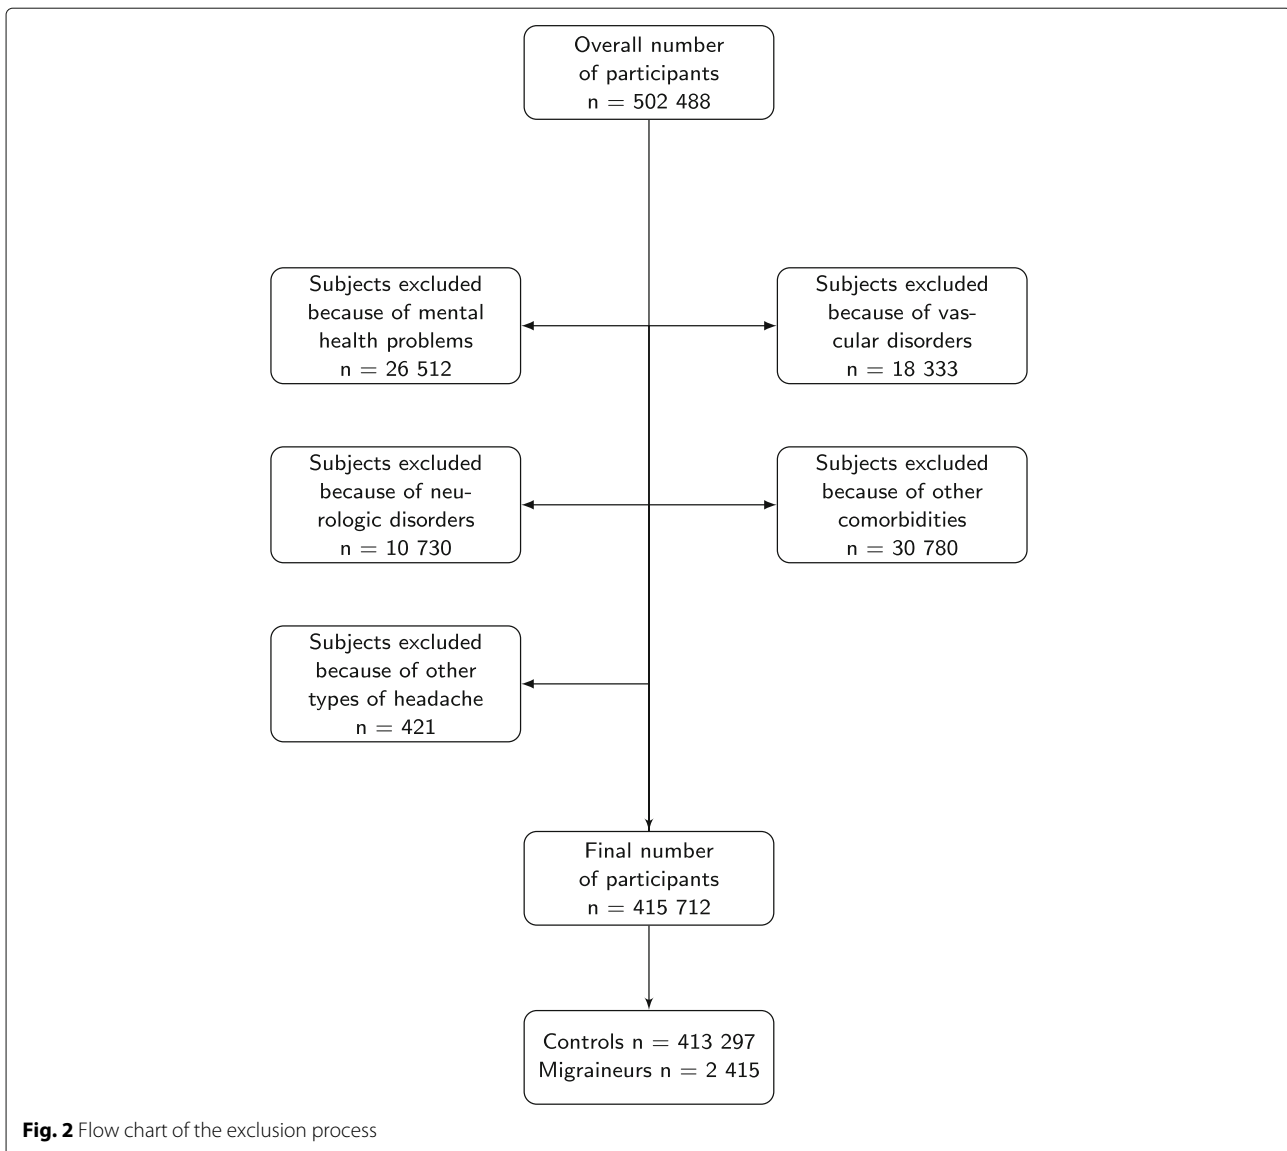 Overall number
of participants
n = 502 488
Subjects excluded
because of mental
health problems
n = 26 512
Subjects excluded
because of vas-
cular disorders
n = 18 333
Subjects excluded
because of neu-
rologic disorders
n = 10 730
Subjects excluded
because of other
comorbidities
n = 30 780
Subjects excluded
because of other
types of headache
n = 421
Final number
of participants
n = 415 712
Controls n = 413 297
Migraineurs n = 2 415
Fig. 2 Flow chart of the exclusion process